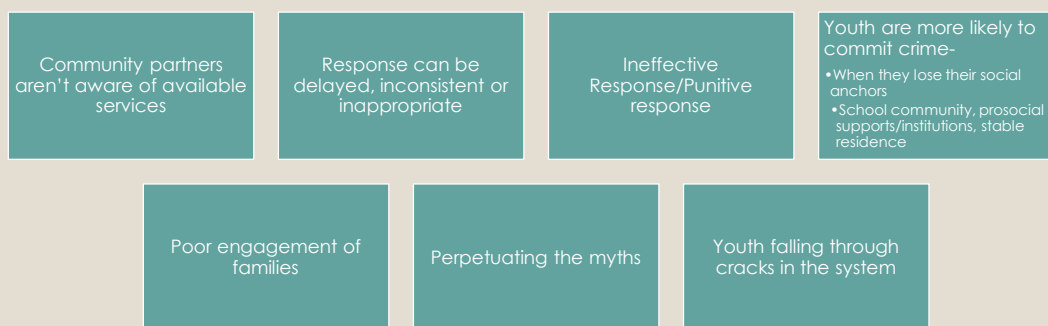 Community partners
aren't aware of available
services
Response can be
delayed, inconsistent or
inappropriate
Ineffective
Response/Punitive
response
Youth are more likely to
commit crime-
•When they lose their social
anchors
•School community, prosocial
supports/institutions, stable
residence
Poor engagement of
families
Perpetuating the myths
Youth falling through
cracks in the system